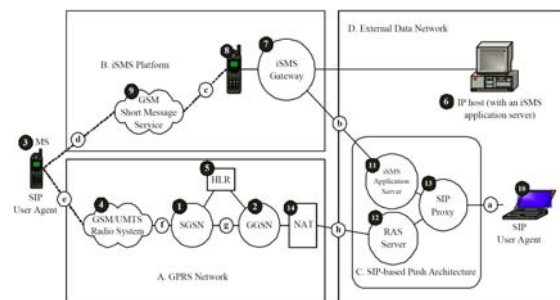 D. External Data Network
8
7
B. iSMS Platform
iSMS
Gateway
9
c
GSM
Short Message
Service
6 IP host (with an iSMS
application server)
3 MS
d
b
SIP
User Agent
5
HLR
11
iSMS
Application
Server
13
10
e
4
1
2
14
12
SIP
Proxy
a
GSM/UMTS
Radio System
f
SGSN
g
GGSN
NAT
h
RAS
Server
SIP
User Agent
A. GPRS Network
C. SIP-based Push Architecture